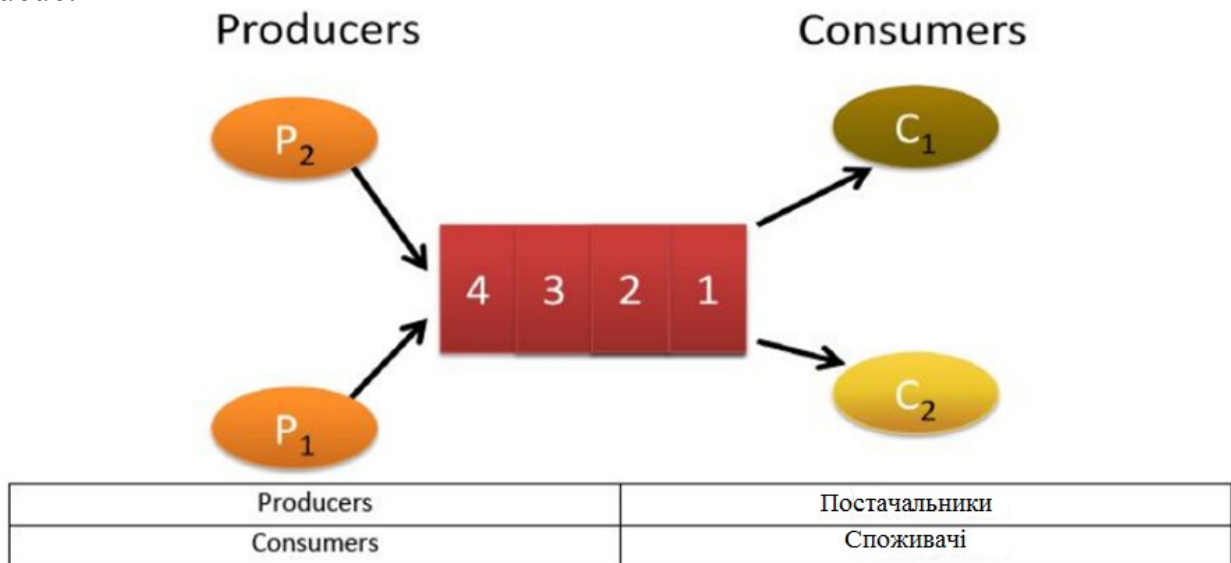 Producers Consumers
P2 C1
4 3 2 1
P1 C2
Producers Постачальники
Consumers Споживачі